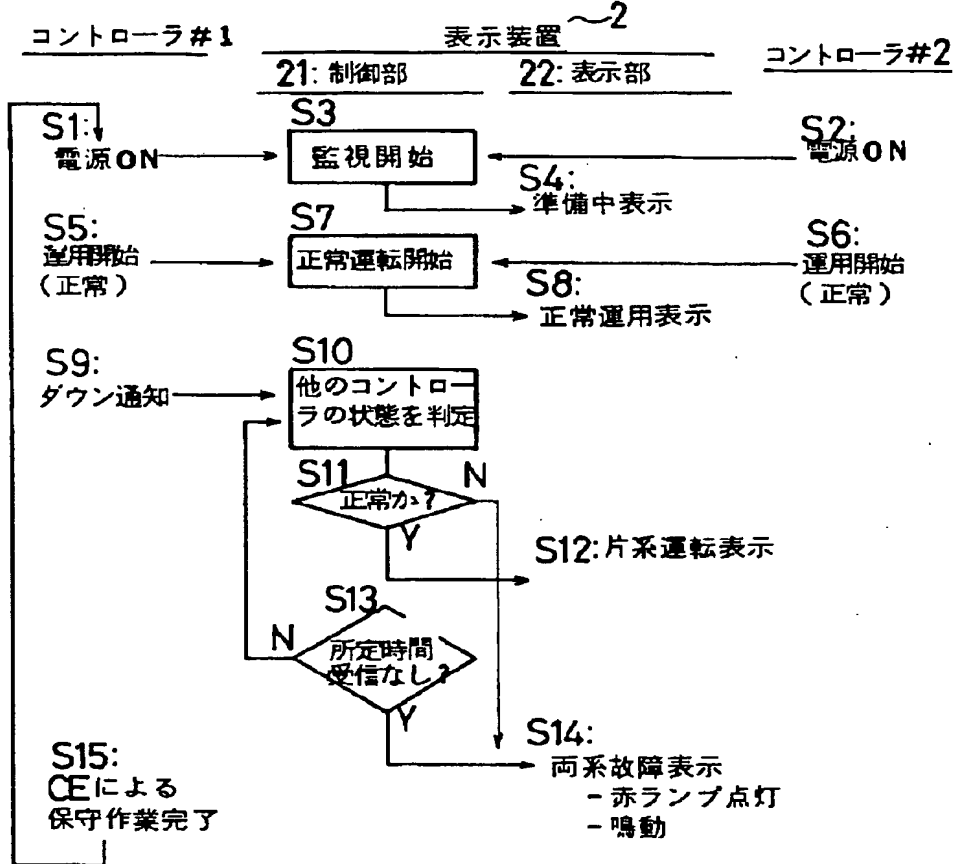 コントローラ#1
表示装置 ~2
コントローラ#2
21:制御部
22:表示部
S1:
電源ON
S3
監視開始
S2:
電源ON
S4:
準備中表示
S5:
運用開始
(正常)
S7
正常運転開始
S6:
運用開始
(正常)
S8:
正常運用表示
S9:
ダウン通知
S10
他のコントロー
ラの状態を判定
S11
正常か?
N
Y
S12:片系運転表示
S13
所定時間
受信なし?
N
Y
S14:
両系故障表示
-赤ランプ点灯
-鳴動
S15:
CEによる
保守作業完了